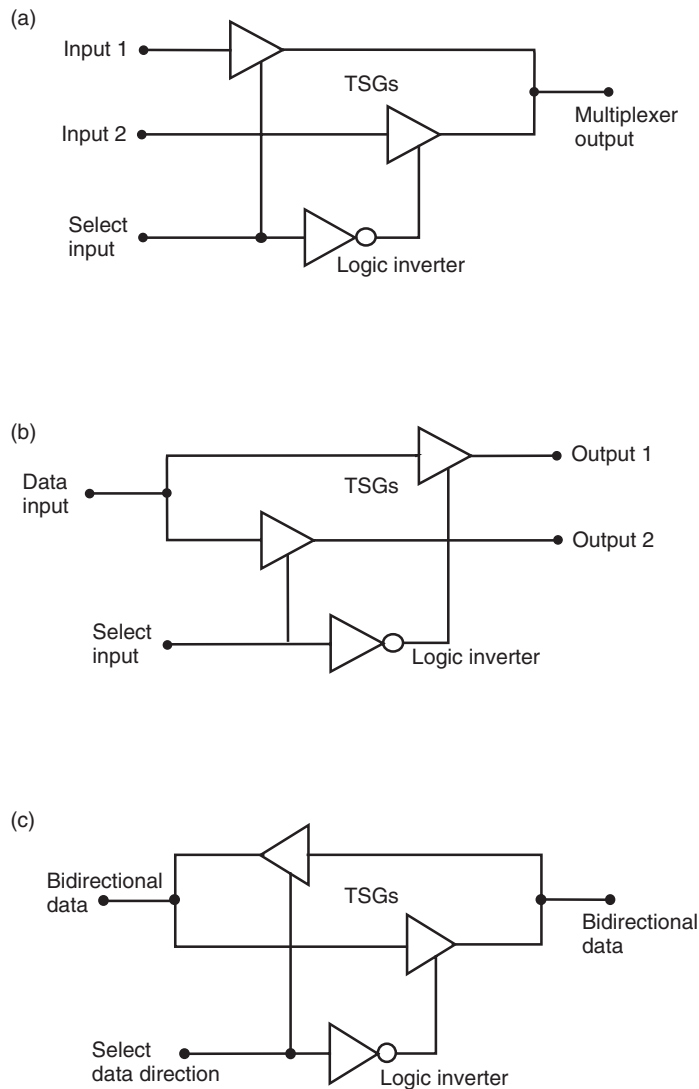 (a)
Input 1
TSGs
Input 2
Multiplexer
output
Select
input
Logic inverter
(b)
Data
input
TSGs
Output 1
Output 2
Select
input
Logic inverter
(c)
Bidirectional
data
TSGs
Bidirectional
data
Select
data direction
Logic inverter